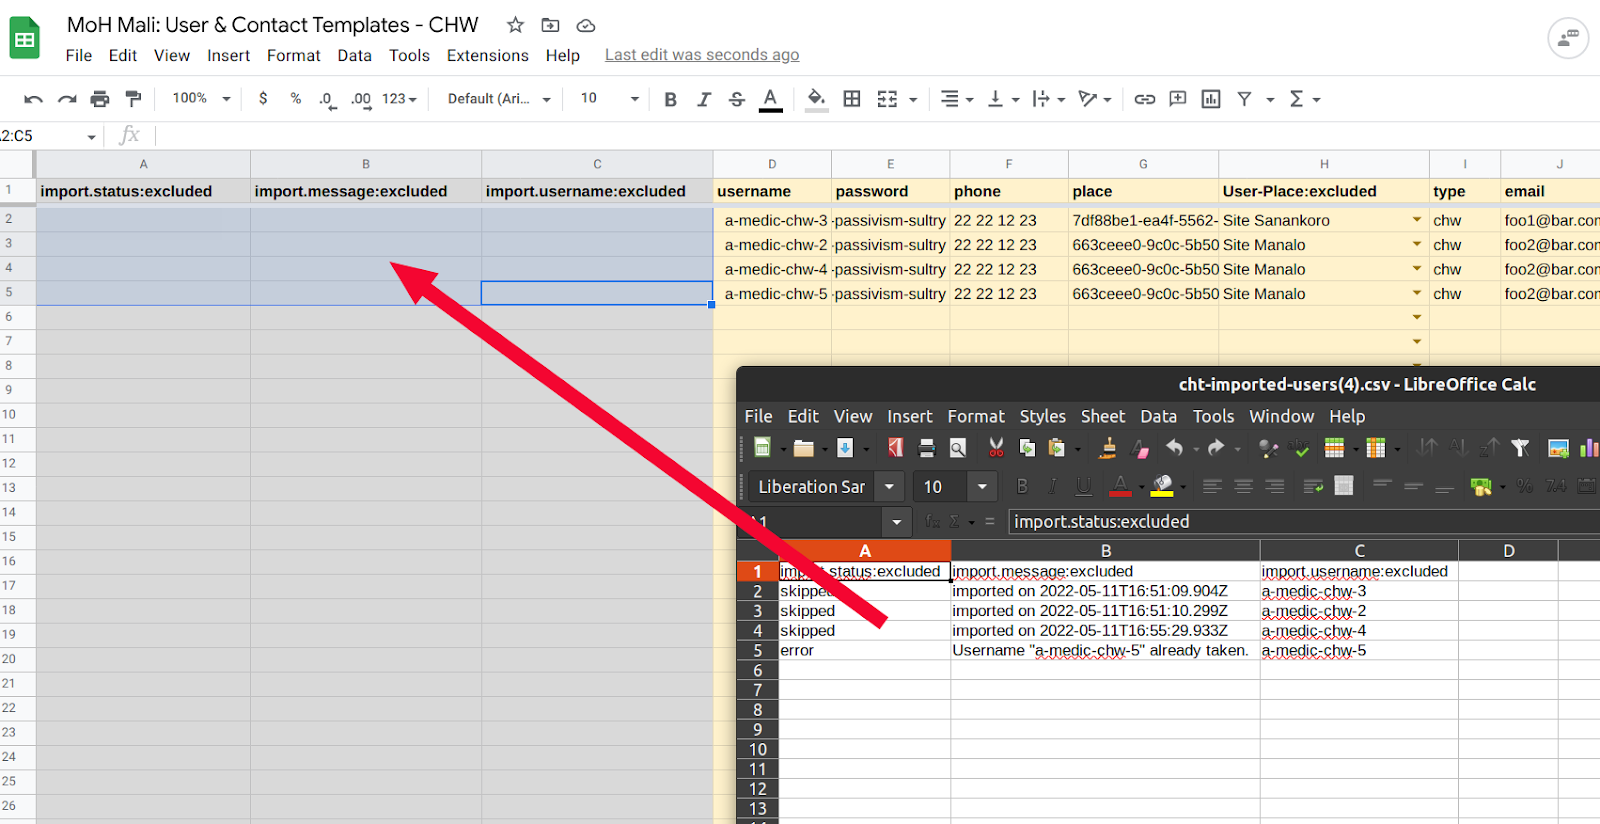 MoH Mali: User & Contact Templates - CHW
File Edit View Insert Format Data Tools Extensions Help Last edit was seconds ago
100% $ % .0 .00 123 Default (Ari... 10 B I S A
2:C5 fx
A B C D E F G H I J
1 import.status:excluded import.message:excluded import.username:excluded username password phone place User-Place:excluded type email
2 a-medic-chw-3 -passivism-sultry 22 22 12 23 7df88be1-ea4f-5562- Site Sanankoro chw foo1@bar.com
3 a-medic-chw-2 -passivism-sultry 22 22 12 23 663ceee0-9c0c-5b50 Site Manalo chw foo2@bar.com
4 a-medic-chw-4 -passivism-sultry 22 22 12 23 663ceee0-9c0c-5b50 Site Manalo chw foo2@bar.com
5 a-medic-chw-5 -passivism-sultry 22 22 12 23 663ceee0-9c0c-5b50 Site Manalo chw foo2@bar.com
6
7
8
9
10
11
12
13
14
15
16
17
18
19
20
21
22
23
24
25
26
cht-imported-users(4).csv - LibreOffice Calc
File Edit View Insert Format Styles Sheet Data Tools Window Help
Liberation Sar 10 B I U A
A1 fx Σ = import.status:excluded
A B C D
1 import.status:excluded import.message:excluded import.username:excluded
2 skipped imported on 2022-05-11T16:51:09.904Z a-medic-chw-3
3 skipped imported on 2022-05-11T16:51:10.299Z a-medic-chw-2
4 skipped imported on 2022-05-11T16:55:29.933Z a-medic-chw-4
5 error Username "a-medic-chw-5" already taken. a-medic-chw-5
6
7
8
9
10
11
12
13